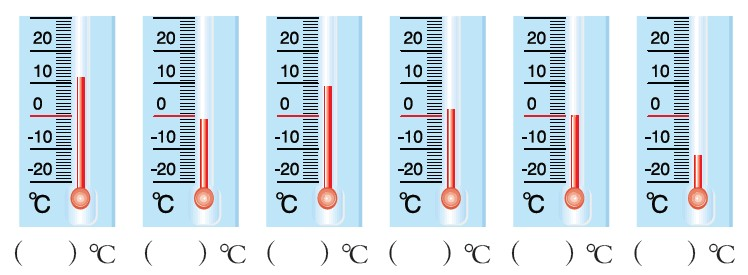 20 20 20 20 20 20
10 10 10 10 10 10
0 0 0 0 0 0
-10 -10 -10 -10 -10 -10
-20 -20 -20 -20 -20 -20
℃ ℃ ℃ ℃ ℃ ℃
( ) ℃ ( ) ℃ ( ) ℃ ( ) ℃ ( ) ℃ ( ) ℃